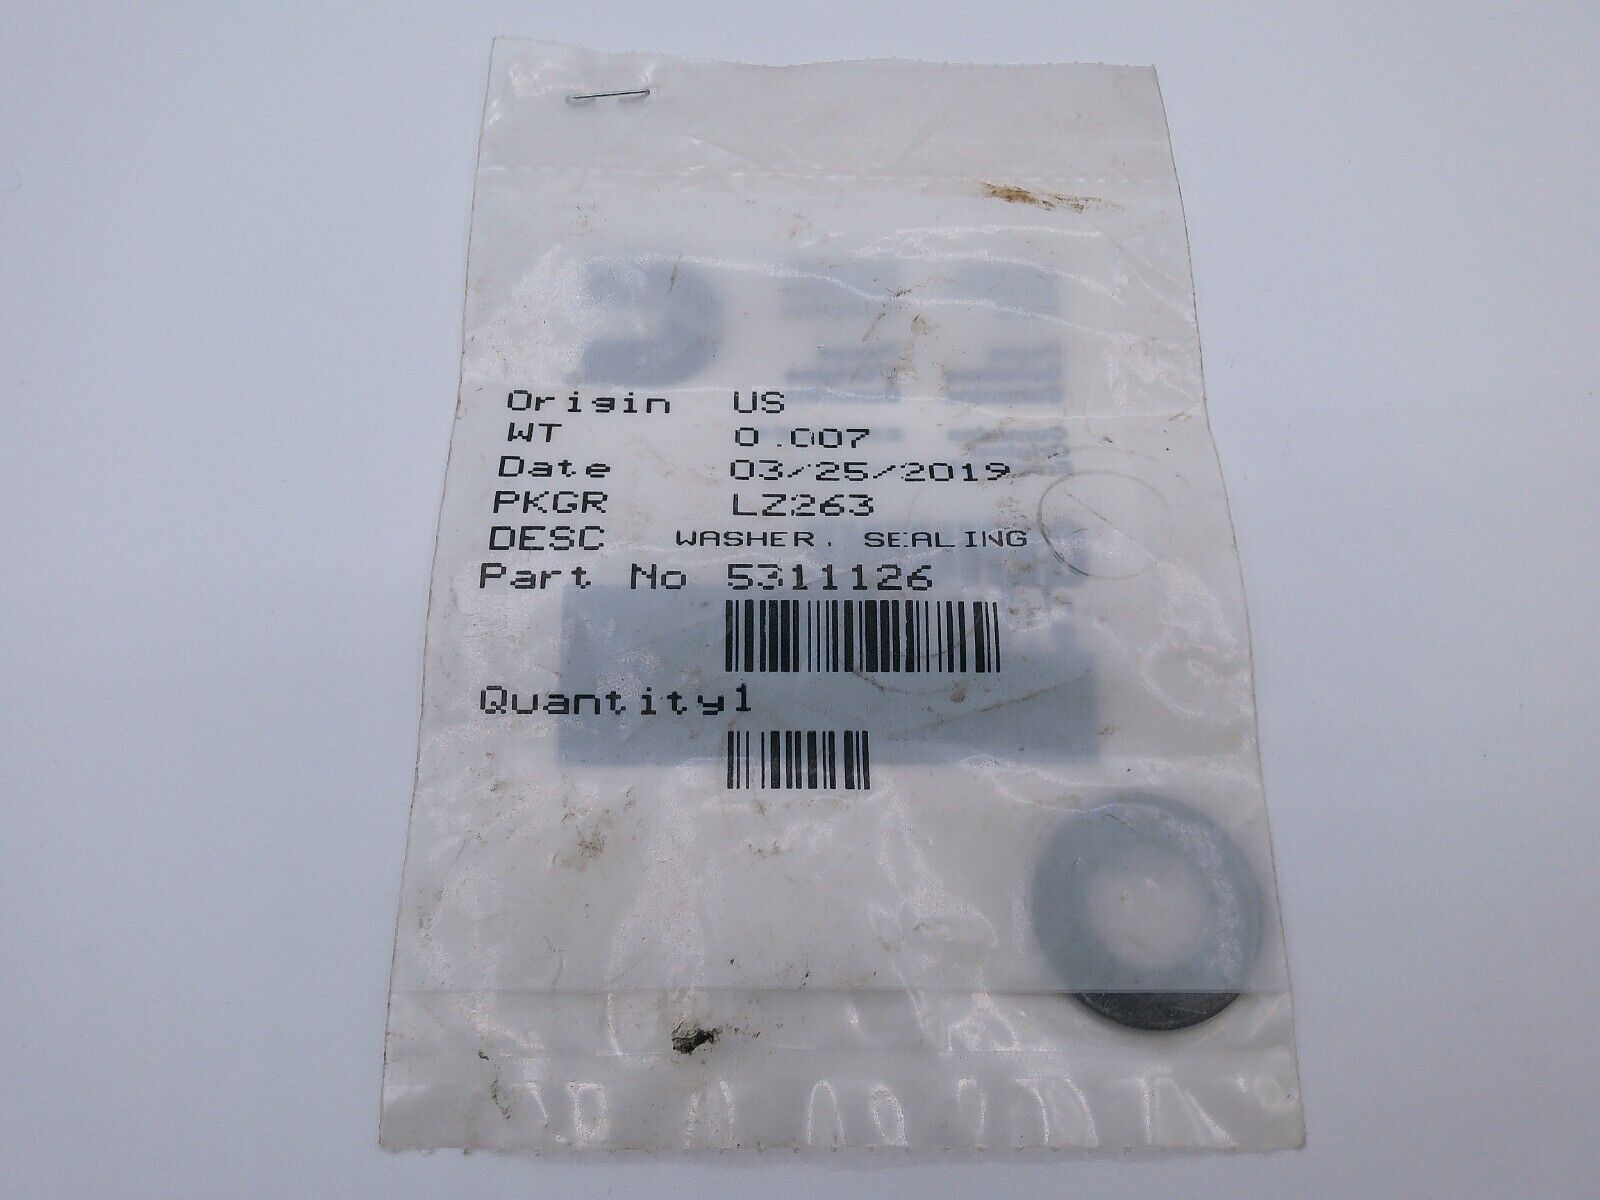 Origin US
WT 0.007
Date 03/25/2019
PKGR LZ263
DESC WASHER, SEALING
Part No 5311126
Quantity1